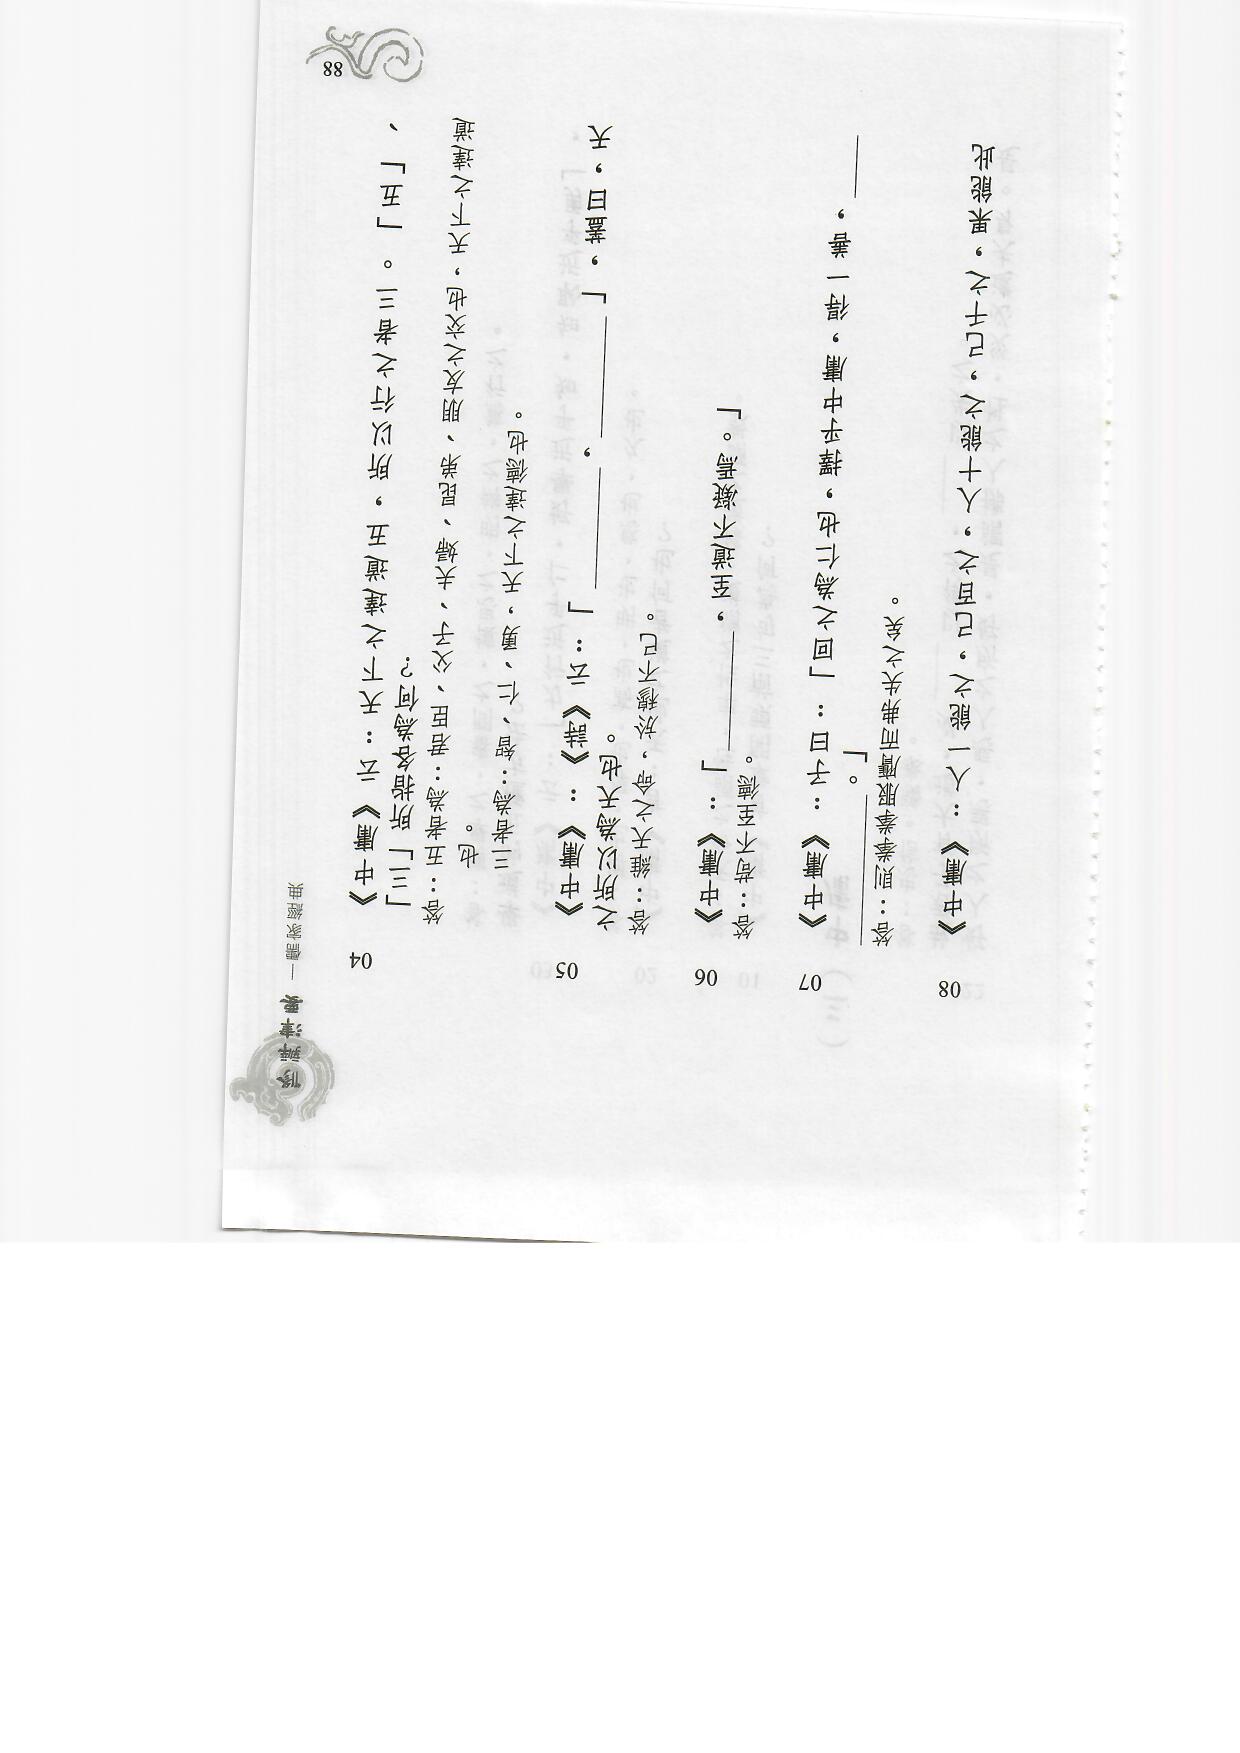 修辨津要
—儒家經典
04
《中庸》云:天下之達道五,所以行之者三。「五」、
「三」所指各為何?
答:五者為:君臣、父子、夫婦、昆弟、朋友之交也,天下之達道
也。
三者為:智、仁、勇,天下之達德也。
05
《中庸》:《詩》云:「________,________」,蓋曰,天
之所以為天也。
答:維天之命,於穆不已。
06
《中庸》:「________,至道不凝焉。」
答:苟不至德。
07
《中庸》:子曰:「回之為仁也,擇乎中庸,得一善,____
________。」
答:則拳拳服膺而弗失之矣。
08
《中庸》:人一能之,己百之,人十能之,己千之,果能此
88